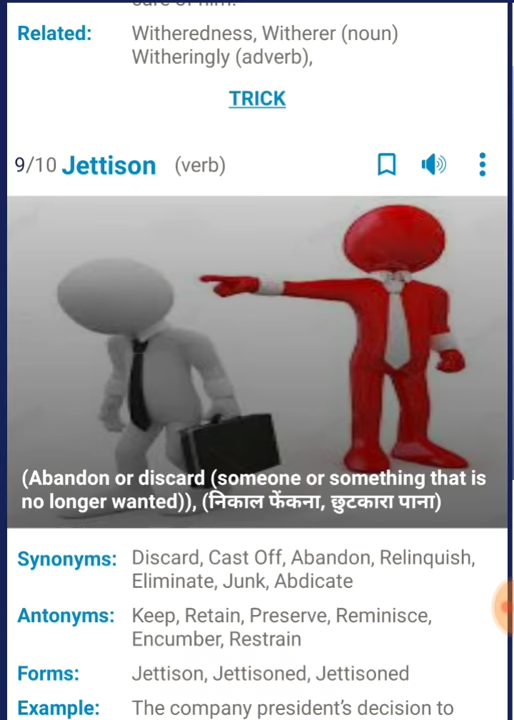 Related: Witheredness, Witherer (noun)
Witheringly (adverb),
TRICK
9/10 Jettison (verb)
(Abandon or discard (someone or something that is
no longer wanted)), (निकाल फेंकना, छुटकारा पाना)
Synonyms: Discard, Cast Off, Abandon, Relinquish,
Eliminate, Junk, Abdicate
Antonyms: Keep, Retain, Preserve, Reminisce,
Encumber, Restrain
Forms: Jettison, Jettisoned, Jettisoned
Example: The company president's decision to